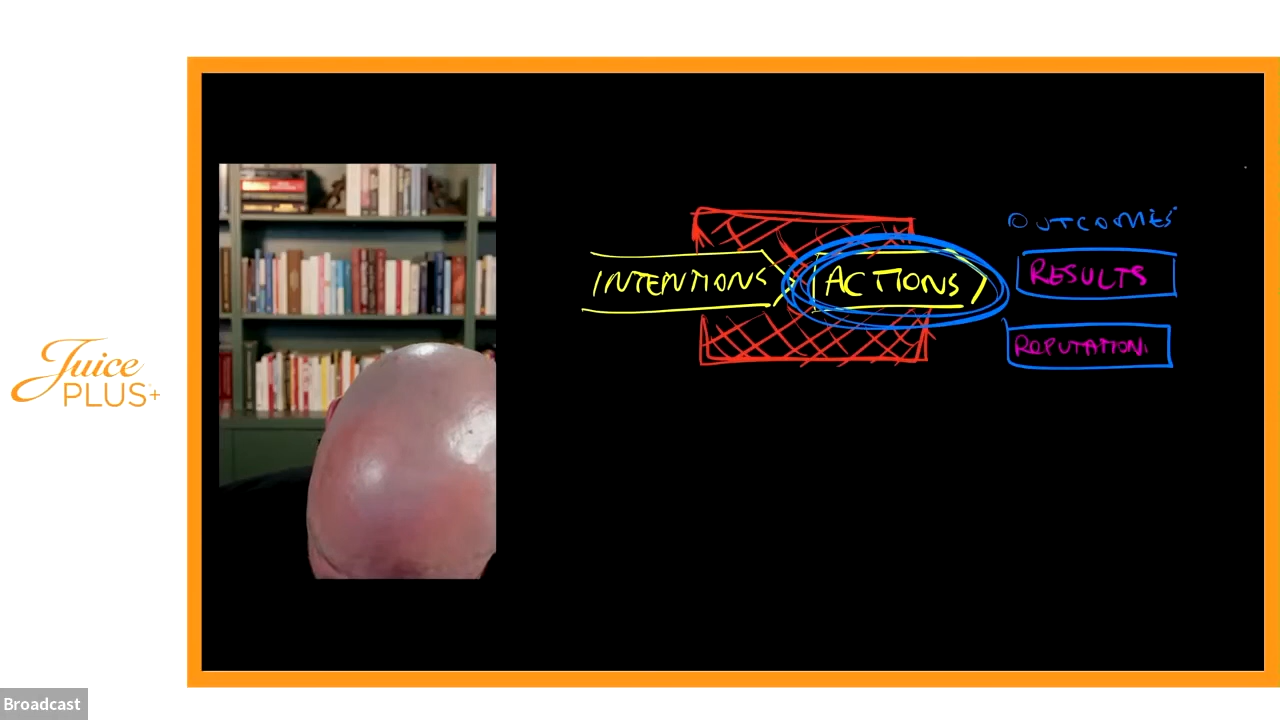 Juice
PLUS+
OUTCOMES
INTENTIONS
ACTIONS
RESULTS
REPUTATION
Broadcast